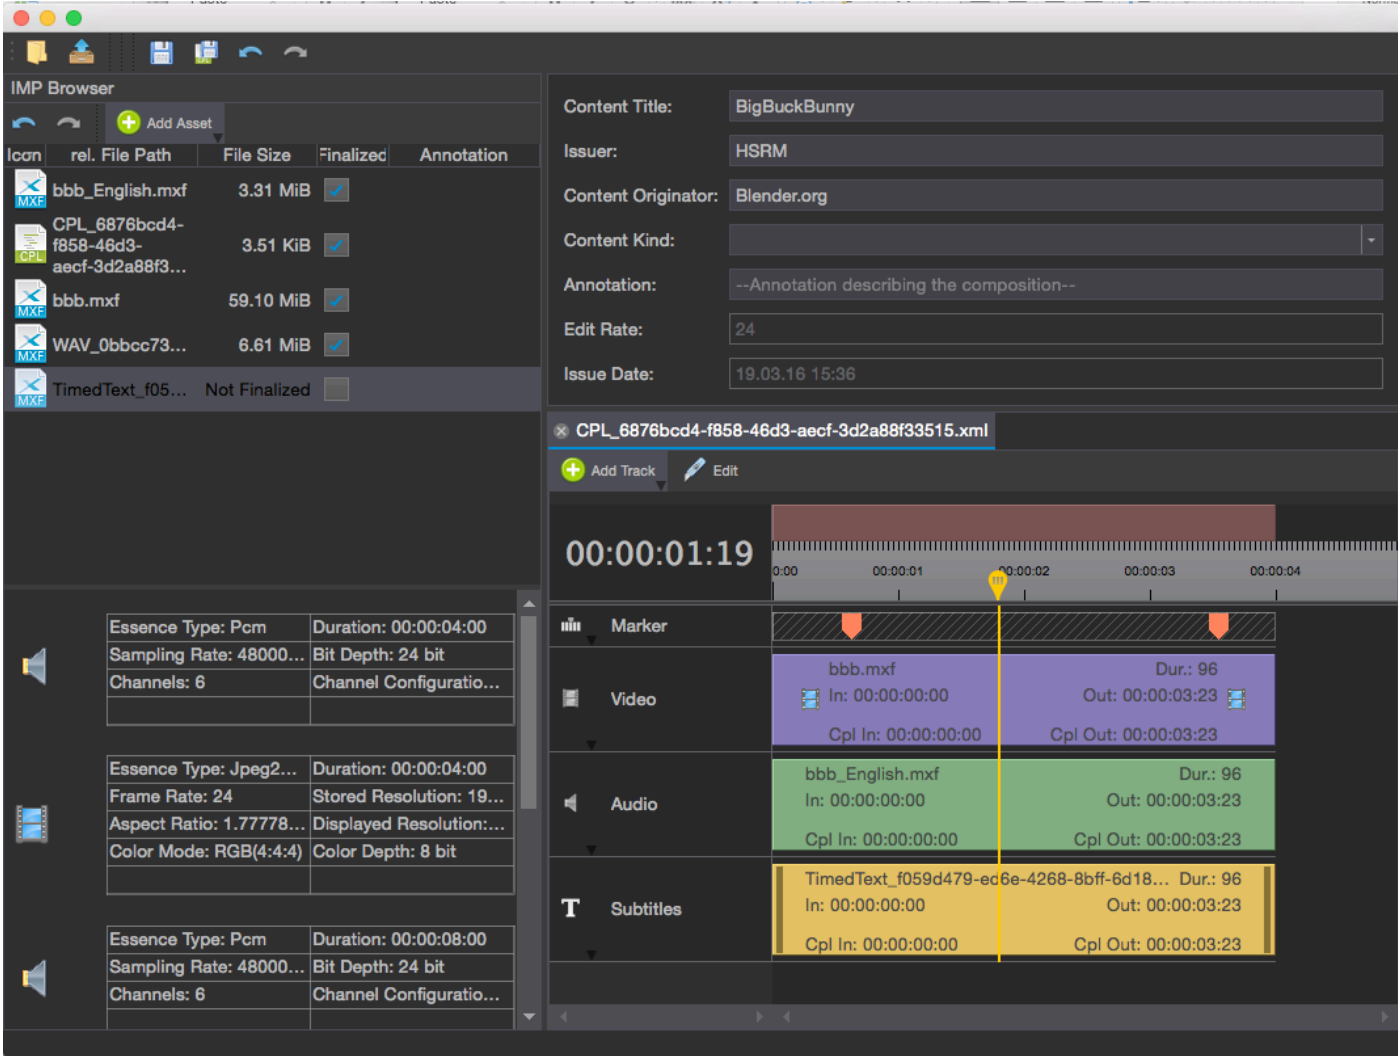 IMP Browser
Add Asset
Icon rel. File Path File Size Finalized Annotation
bbb_English.mxf 3.31 MiB
MXF
CPL_6876bcd4-
f858-46d3-
aecf-3d2a88f3...
3.51 KiB
CPL
bbb.mxf 59.10 MiB
MXF
WAV_0bbcc73... 6.61 MiB
MXF
TimedText_f05... Not Finalized
MXF
Essence Type: Pcm Duration: 00:00:04:00
Sampling Rate: 48000... Bit Depth: 24 bit
Channels: 6 Channel Configuratio...
Essence Type: Jpeg2... Duration: 00:00:04:00
Frame Rate: 24 Stored Resolution: 19...
Aspect Ratio: 1.77778... Displayed Resolution:...
Color Mode: RGB(4:4:4) Color Depth: 8 bit
Essence Type: Pcm Duration: 00:00:08:00
Sampling Rate: 48000... Bit Depth: 24 bit
Channels: 6 Channel Configuratio...
Content Title: BigBuckBunny
Issuer: HSRM
Content Originator: Blender.org
Content Kind:
Annotation: --Annotation describing the composition--
Edit Rate: 24
Issue Date: 19.03.16 15:36
CPL_6876bcd4-f858-46d3-aecf-3d2a88f33515.xml
Add Track Edit
00:00:01:19
0:00 00:00:01 00:00:02 00:00:03 00:00:04
Marker
Video
bbb.mxf Dur.: 96
In: 00:00:00:00 Out: 00:00:03:23
Cpl In: 00:00:00:00 Cpl Out: 00:00:03:23
Audio
bbb_English.mxf Dur.: 96
In: 00:00:00:00 Out: 00:00:03:23
Cpl In: 00:00:00:00 Cpl Out: 00:00:03:23
T Subtitles
TimedText_f059d479-ed6e-4268-8bff-6d18... Dur.: 96
In: 00:00:00:00 Out: 00:00:03:23
Cpl In: 00:00:00:00 Cpl Out: 00:00:03:23